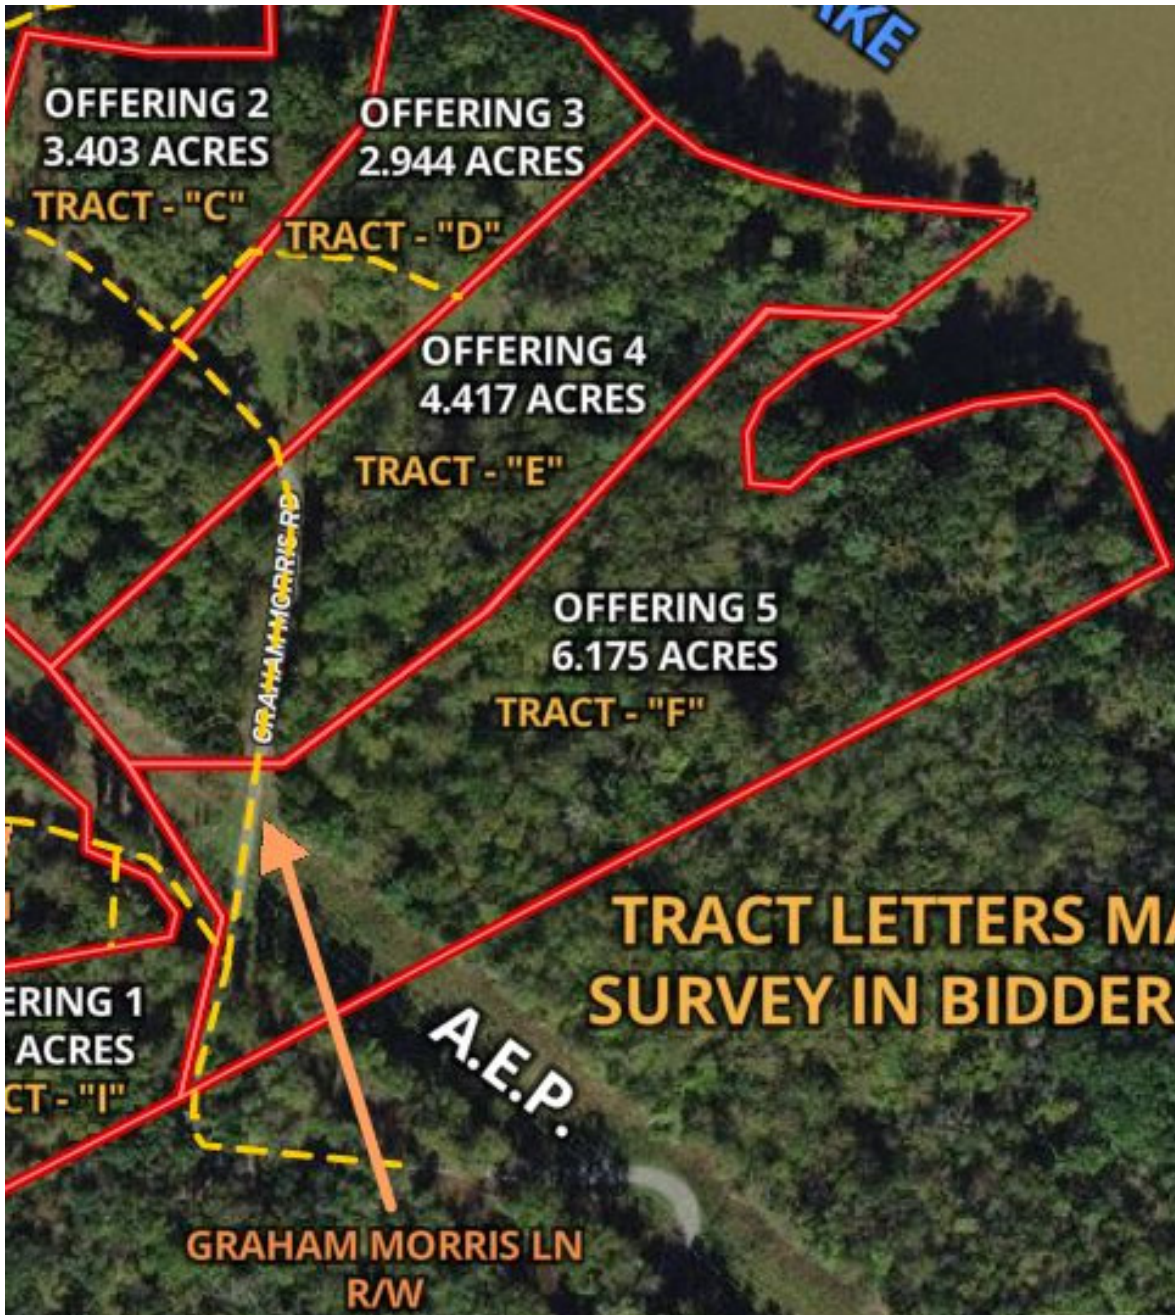 AKE
OFFERING 2
3.403 ACRES
TRACT - "C"
OFFERING 3
2.944 ACRES
TRACT - "D"
OFFERING 4
4.417 ACRES
TRACT - "E"
GRAHAM MORRIS RD
OFFERING 5
6.175 ACRES
TRACT - "F"
TRACT LETTERS MA
SURVEY IN BIDDER
ERING 1
ACRES
CT - "I"
A.E.P.
GRAHAM MORRIS LN
R/W